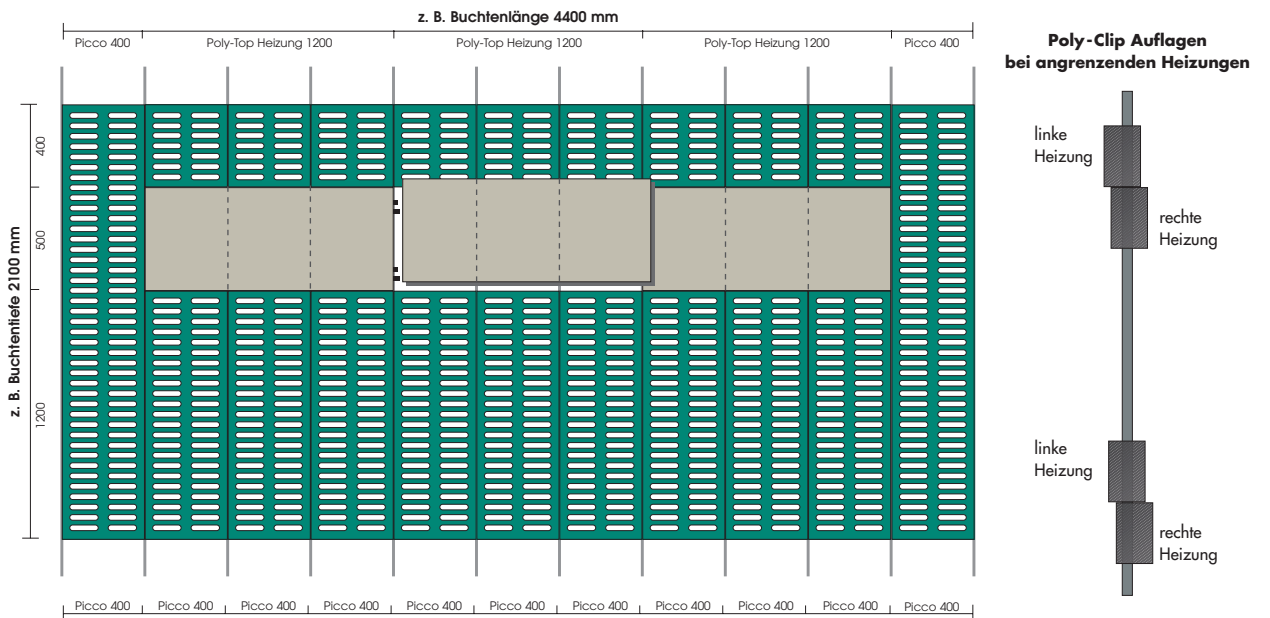 z. B. Buchtenlänge 4400 mm
Picco 400 Poly-Top Heizung 1200 Poly-Top Heizung 1200 Poly-Top Heizung 1200 Picco 400
z. B. Buchtentiefe 2100 mm
400
500
1200
Picco 400 Picco 400 Picco 400 Picco 400 Picco 400 Picco 400 Picco 400 Picco 400 Picco 400 Picco 400 Picco 400
Poly-Clip Auflagen
bei angrenzenden Heizungen
linke
Heizung
rechte
Heizung
linke
Heizung
rechte
Heizung